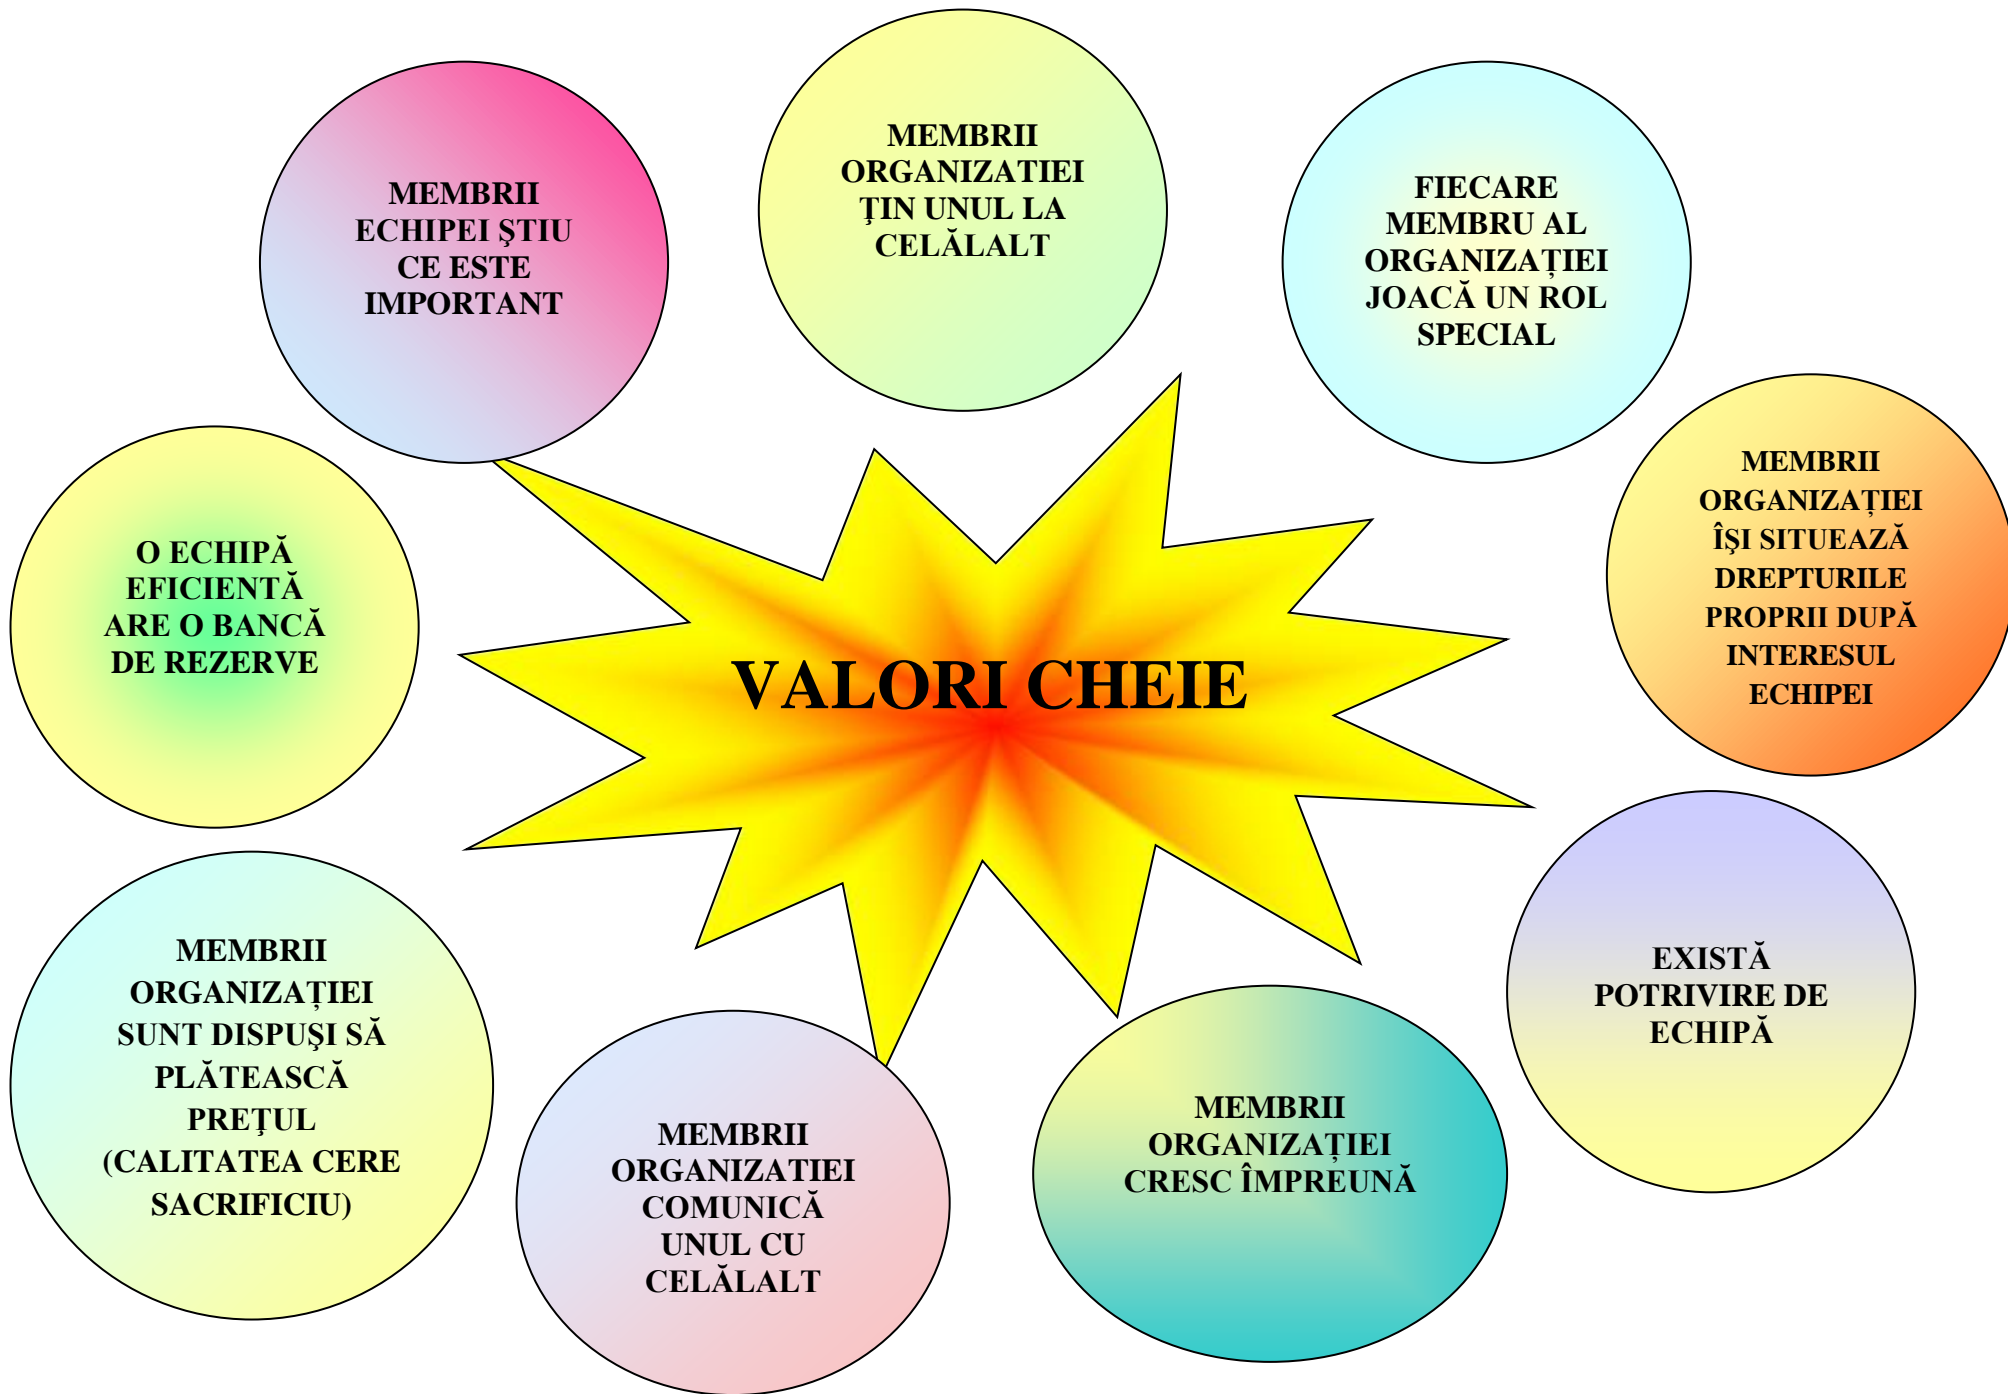 MEMBRII
ORGANIZATIEI
ŢIN UNUL LA
CELĂLALT
MEMBRII
ECHIPEI ŞTIU
CE ESTE
IMPORTANT
FIECARE
MEMBRU AL
ORGANIZAȚIEI
JOACĂ UN ROL
SPECIAL
MEMBRII
ORGANIZAȚIEI
ÎŞI SITUEAZĂ
DREPTURILE
PROPRII DUPĂ
INTERESUL
ECHIPEI
O ECHIPĂ
EFICIENTĂ
ARE O BANCĂ
DE REZERVE
VALORI CHEIE
EXISTĂ
POTRIVIRE DE
ECHIPĂ
MEMBRII
ORGANIZAȚIEI
SUNT DISPUŞI SĂ
PLĂTEASCĂ
PREŢUL
(CALITATEA CERE
SACRIFICIU)
MEMBRII
ORGANIZATIEI
COMUNICĂ
UNUL CU
CELĂLALT
MEMBRII
ORGANIZAȚIEI
CRESC ÎMPREUNĂ